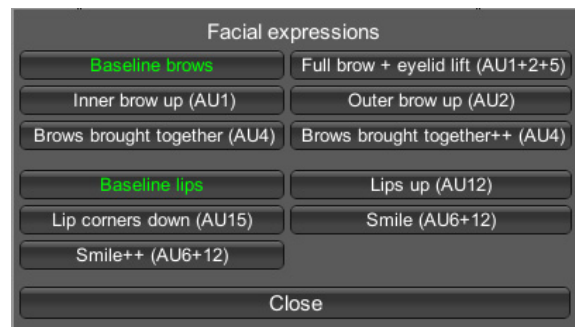 Facial expressions
Baseline brows Full brow + eyelid lift (AU1+2+5)
Inner brow up (AU1) Outer brow up (AU2)
Brows brought together (AU4) Brows brought together++ (AU4)
Baseline lips Lips up (AU12)
Lip corners down (AU15) Smile (AU6+12)
Smile++ (AU6+12)
Close